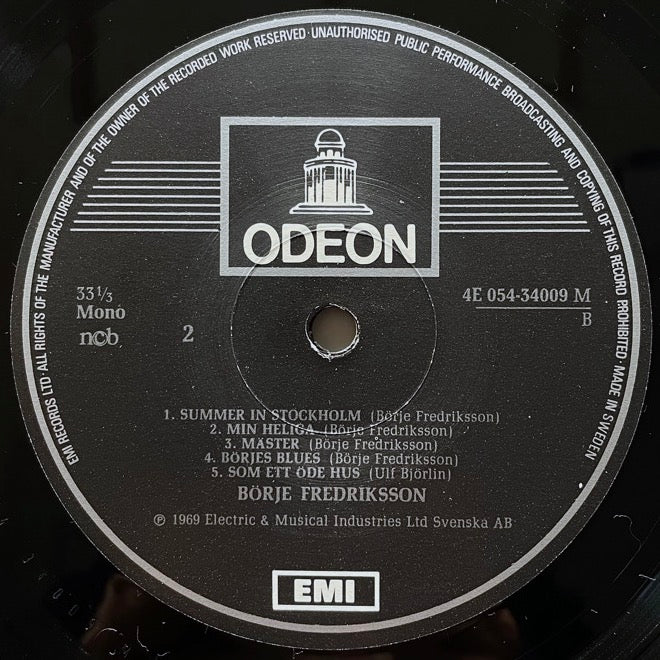 EMI RECORDS LTD · ALL RIGHTS OF THE MANUFACTURER AND OF THE OWNER OF THE RECORDED WORK RESERVED · UNAUTHORISED PUBLIC PERFORMANCE BROADCASTING AND COPYING OF THIS RECORD PROHIBITED · MADE IN SWEDEN
ODEON
33 1/3
Mono
ncb
2
4E 054-34009 M
B
1. SUMMER IN STOCKHOLM (Börje Fredriksson)
2. MIN HELIGA (Börje Fredriksson)
3. MÄSTER (Börje Fredriksson)
4. BÖRJES BLUES (Börje Fredriksson)
5. SOM ETT ÖDE HUS (Ulf Björlin)
BÖRJE FREDRIKSSON
℗ 1969 Electric & Musical Industries Ltd Svenska AB
EMI